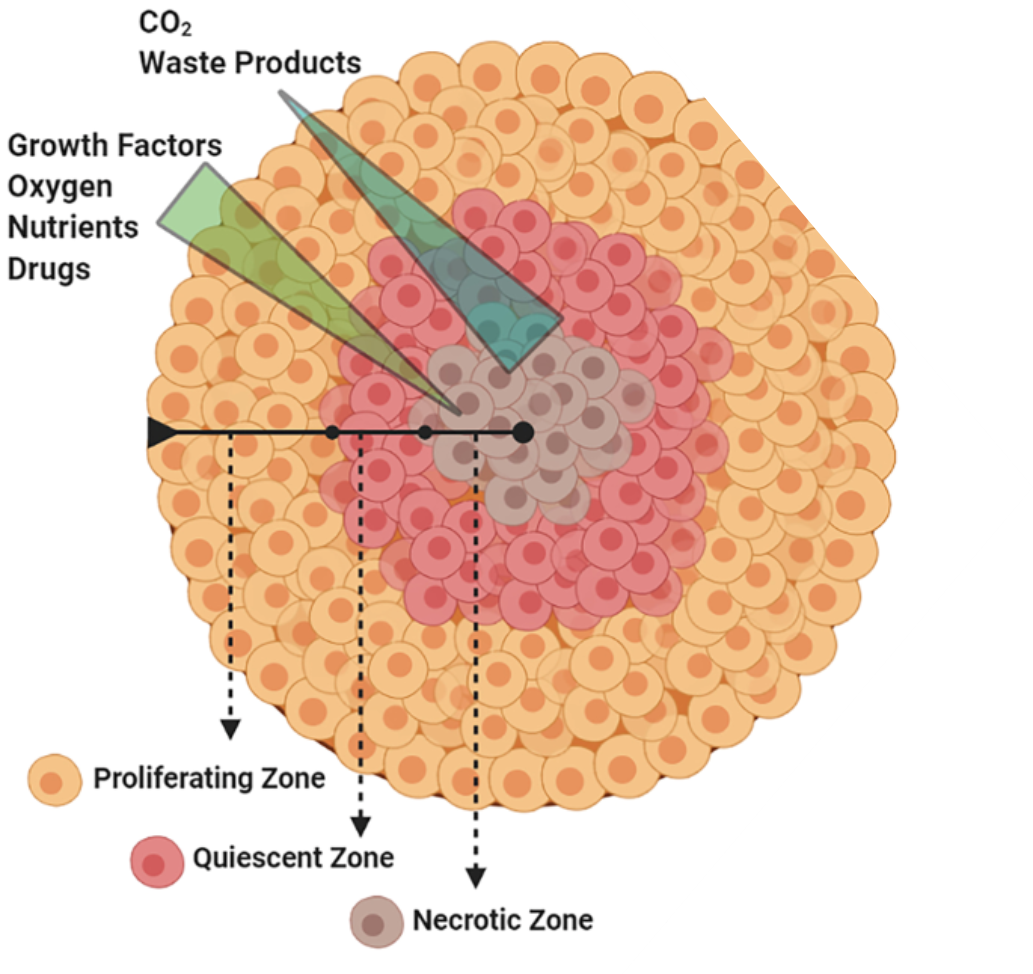 CO₂
Waste Products
Growth Factors
Oxygen
Nutrients
Drugs
Proliferating Zone
Quiescent Zone
Necrotic Zone